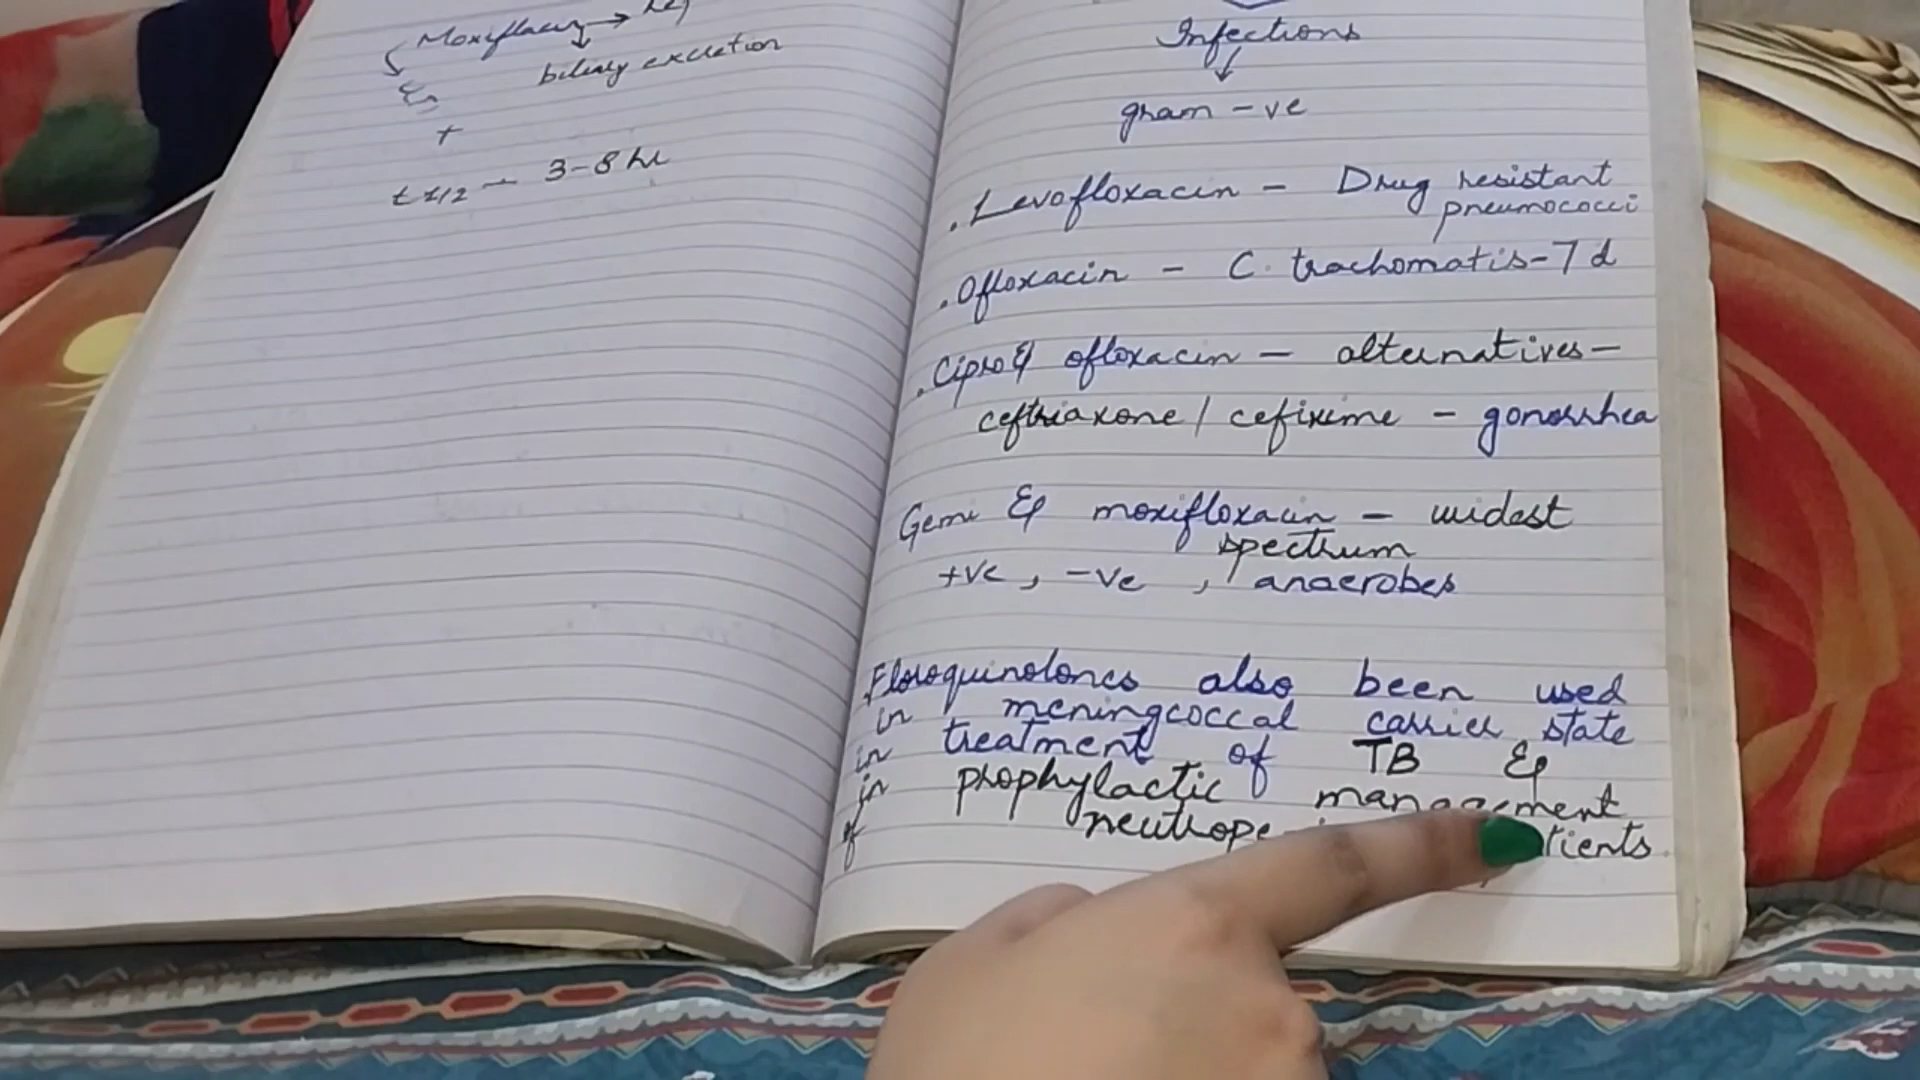 Moxiflacin →
biliary excretion
+
t 1/2 — 3-8 hr
Infections
↓
gram -ve
. Levofloxacin - Drug resistant
pneumococci
. Ofloxacin - C. trachomatis - 7 d
. Cipro & ofloxacin - alternatives -
ceftriaxone / cefixime - gonorrhea
Gemi & moxifloxacin - widest
spectrum
+ve, -ve, anaerobes
Floroquinolones also been used
in meningcoccal carrier state
in treatment of TB &
in prophylactic management
of